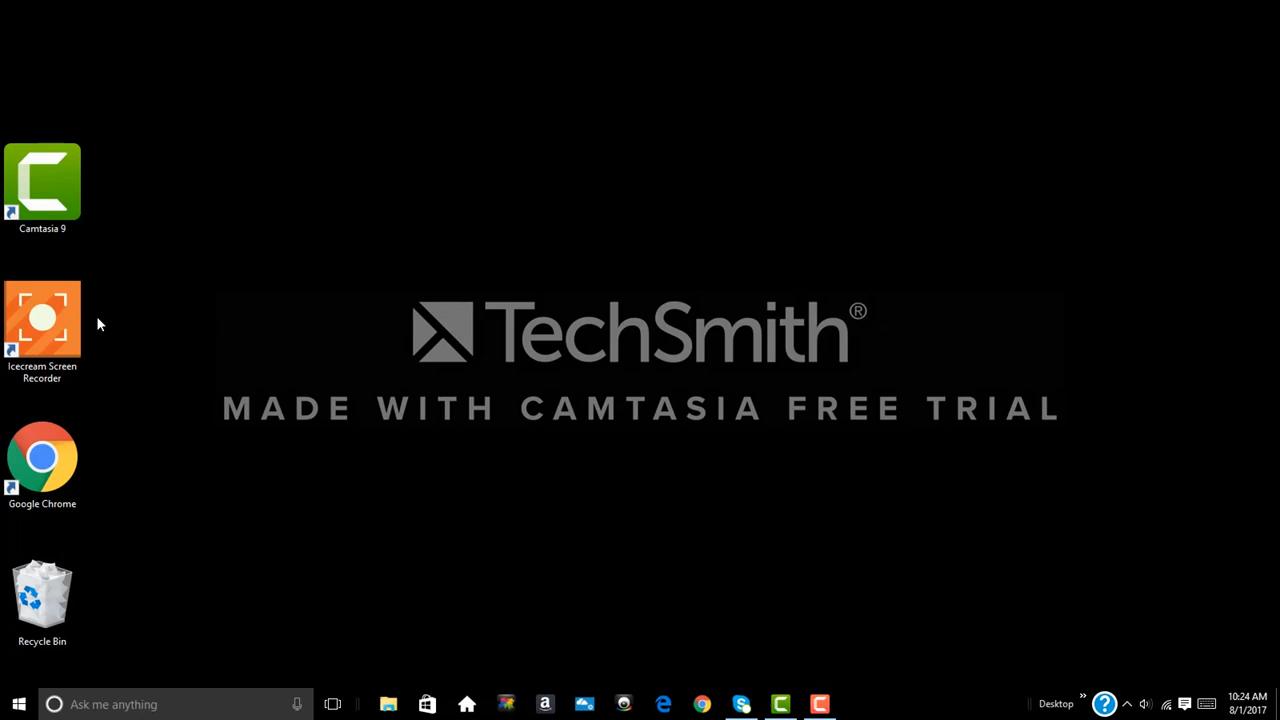 Camtasia 9
Icecream Screen
Recorder
Google Chrome
Recycle Bin
TechSmith®
MADE WITH CAMTASIA FREE TRIAL
Ask me anything
Desktop
10:24 AM
8/1/2017